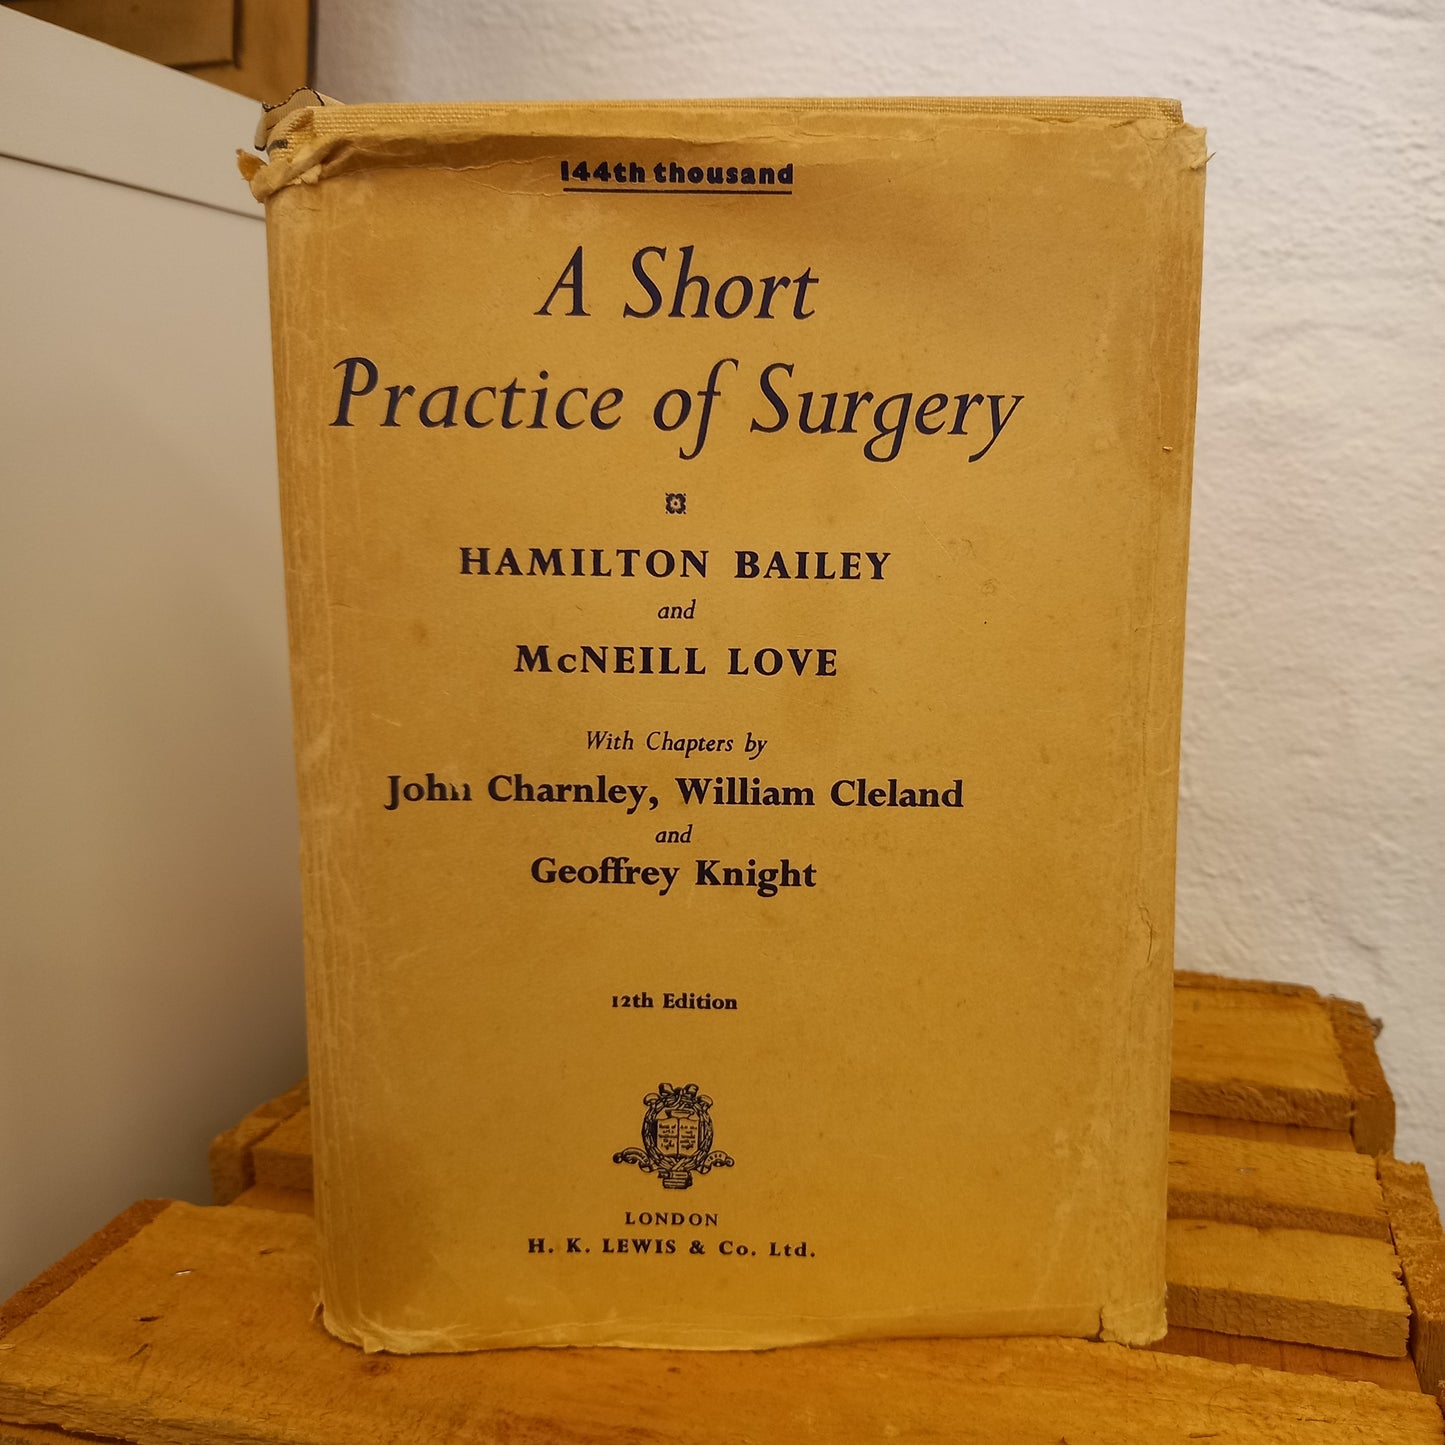 144th thousand
A Short
Practice of Surgery
HAMILTON BAILEY
and
McNEILL LOVE
With Chapters by
John Charnley, William Cleland
and
Geoffrey Knight
12th Edition
LONDON
H. K. LEWIS & Co. Ltd.